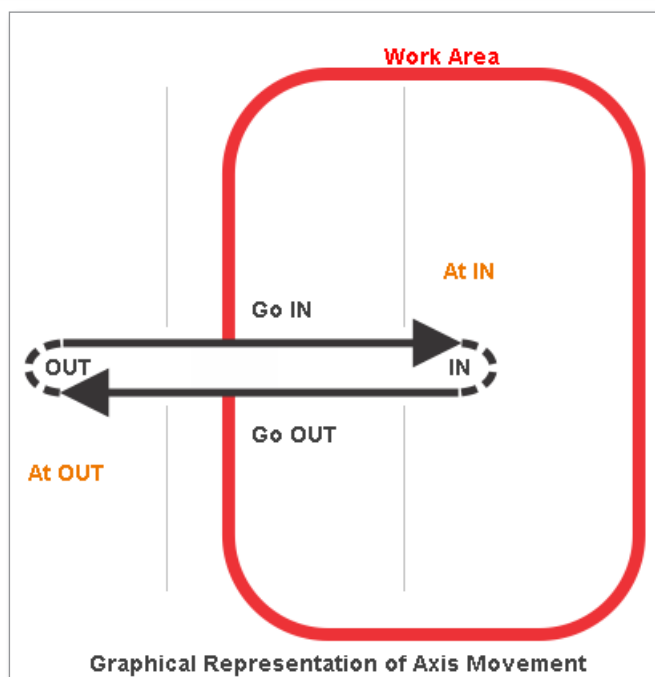 Work Area
At IN
Go IN
OUT
IN
Go OUT
At OUT
Graphical Representation of Axis Movement